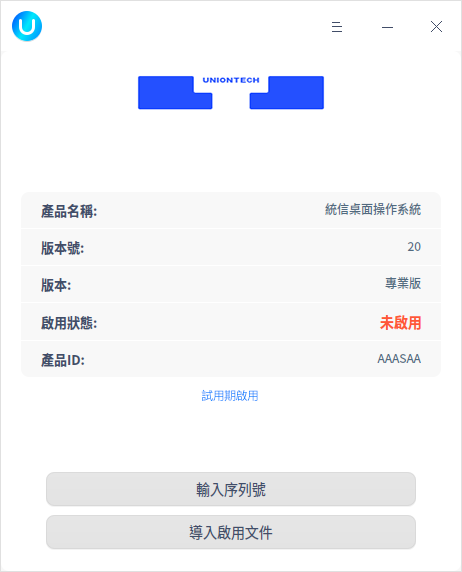 UNIONTECH
產品名稱: 統信桌面操作系統
版本號: 20
版本: 專業版
啟用狀態: 未啟用
產品ID: AAASAA
試用期啟用
輸入序列號
導入啟用文件